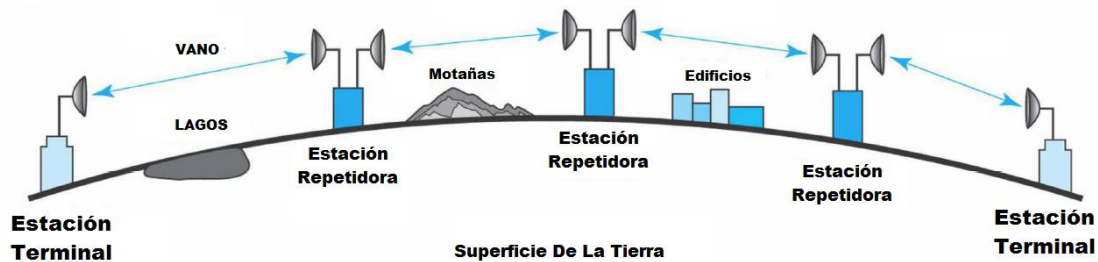 VANO
Motañas
Edificios
LAGOS
Estación
Repetidora
Estación
Repetidora
Estación
Repetidora
Estación
Terminal
Estación
Terminal
Superficie De La Tierra